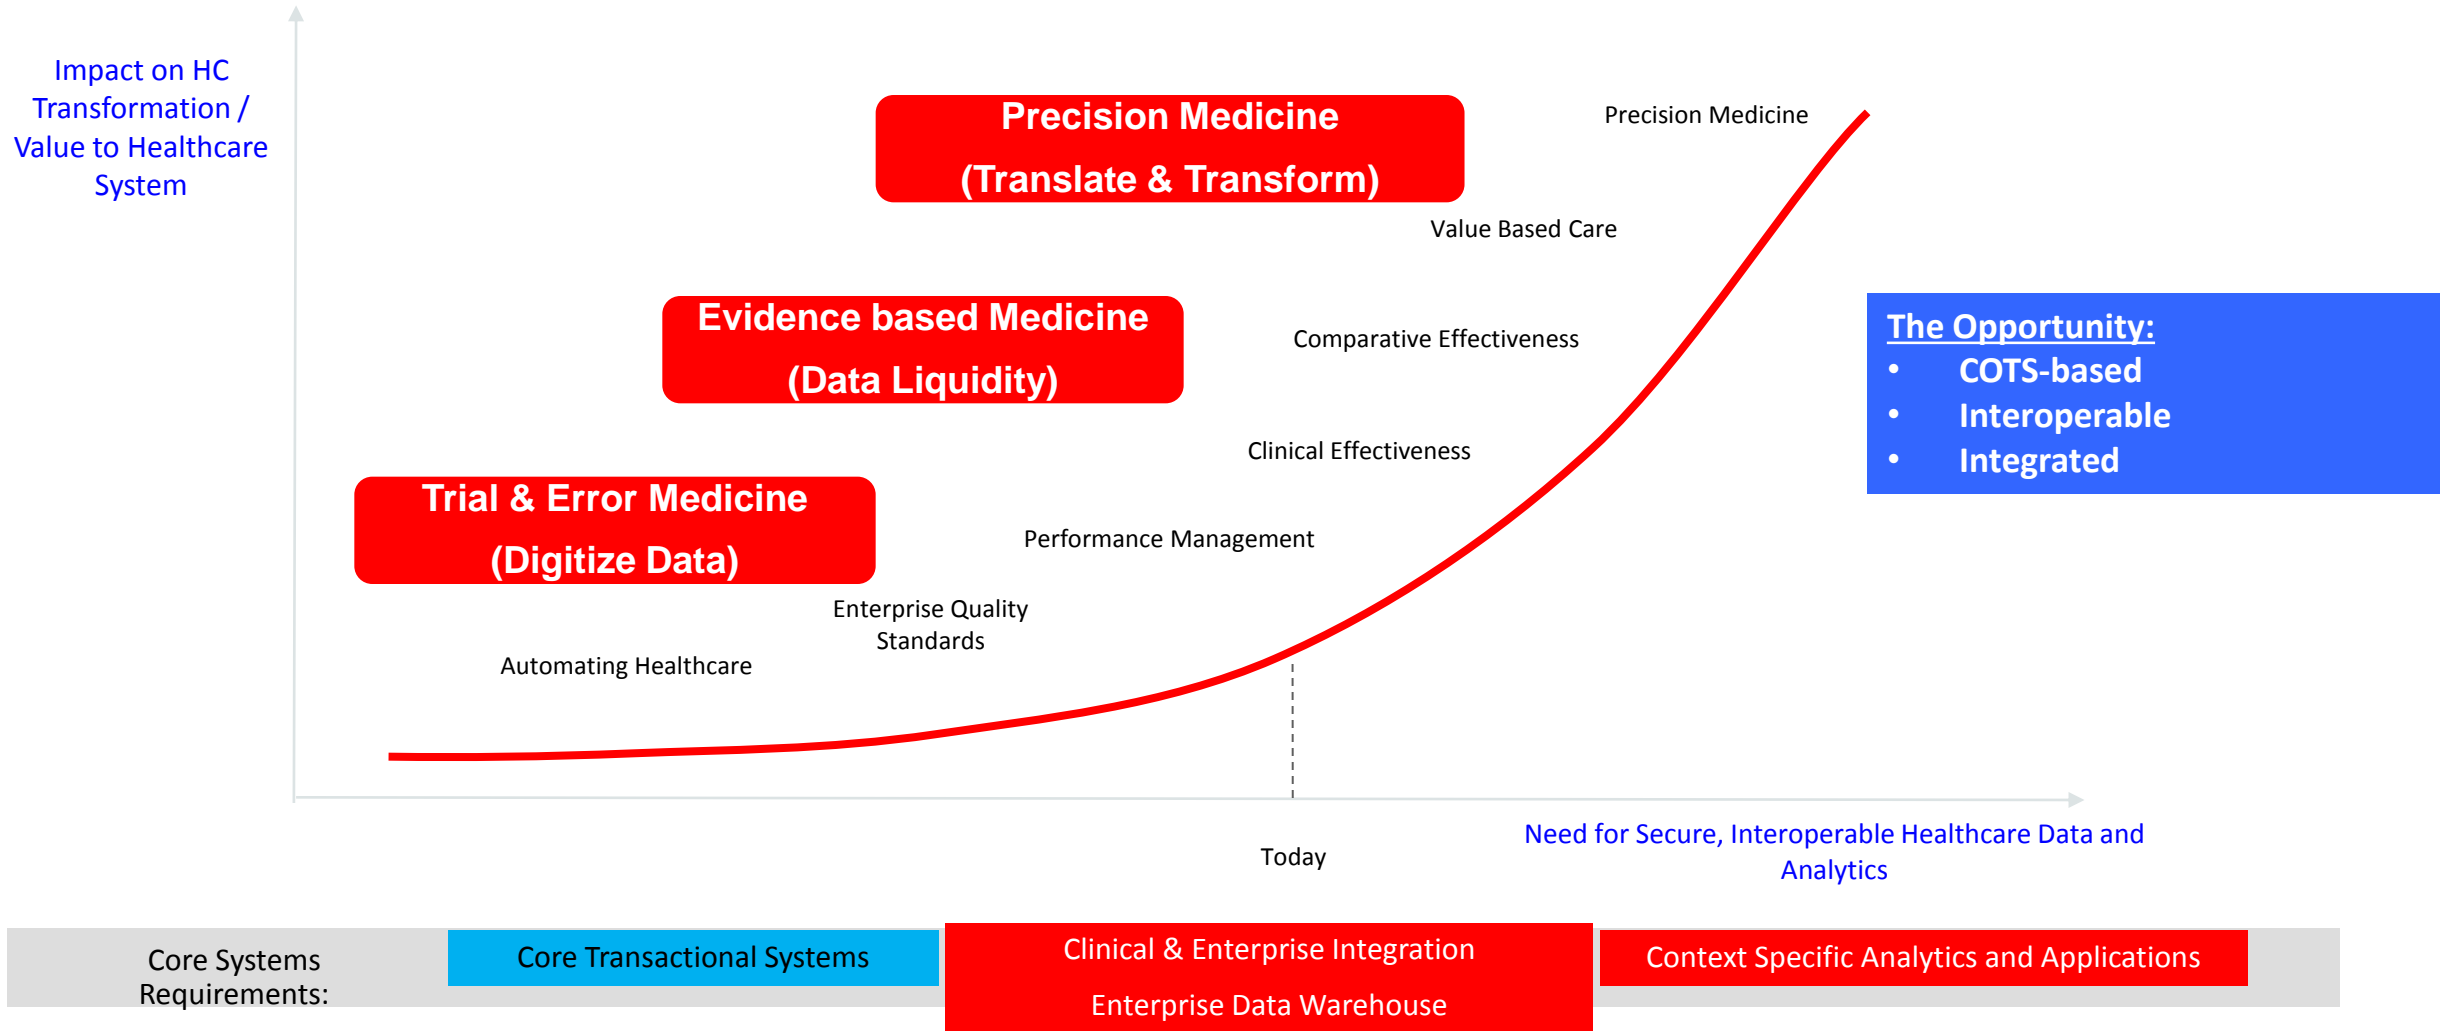 Impact on HC
Transformation /
Value to Healthcare
System
Precision Medicine
(Translate & Transform)
Precision Medicine
Value Based Care
Evidence based Medicine
(Data Liquidity)
Comparative Effectiveness
The Opportunity:
• COTS-based
• Interoperable
• Integrated
Clinical Effectiveness
Trial & Error Medicine
(Digitize Data)
Performance Management
Enterprise Quality
Standards
Automating Healthcare
Today
Need for Secure, Interoperable Healthcare Data and
Analytics
Core Systems
Requirements:
Core Transactional Systems
Clinical & Enterprise Integration
Enterprise Data Warehouse
Context Specific Analytics and Applications